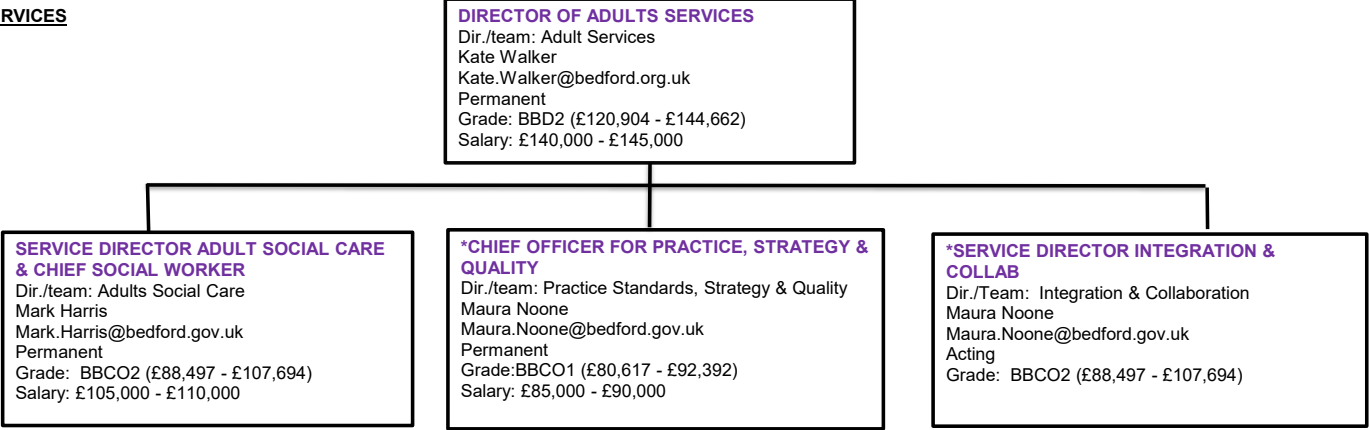 RVICES
DIRECTOR OF ADULTS SERVICES
Dir./team: Adult Services
Kate Walker
Kate.Walker@bedford.org.uk
Permanent
Grade: BBD2 (£120,904 - £144,662)
Salary: £140,000 - £145,000
SERVICE DIRECTOR ADULT SOCIAL CARE
& CHIEF SOCIAL WORKER
Dir./team: Adults Social Care
Mark Harris
Mark.Harris@bedford.gov.uk
Permanent
Grade:  BBCO2 (£88,497 - £107,694)
Salary: £105,000 - £110,000
*CHIEF OFFICER FOR PRACTICE, STRATEGY &
QUALITY
Dir./team: Practice Standards, Strategy & Quality
Maura Noone
Maura.Noone@bedford.gov.uk
Permanent
Grade:BBCO1 (£80,617 - £92,392)
Salary: £85,000 - £90,000
*SERVICE DIRECTOR INTEGRATION &
COLLAB
Dir./Team:  Integration & Collaboration
Maura Noone
Maura.Noone@bedford.gov.uk
Acting
Grade:  BBCO2 (£88,497 - £107,694)